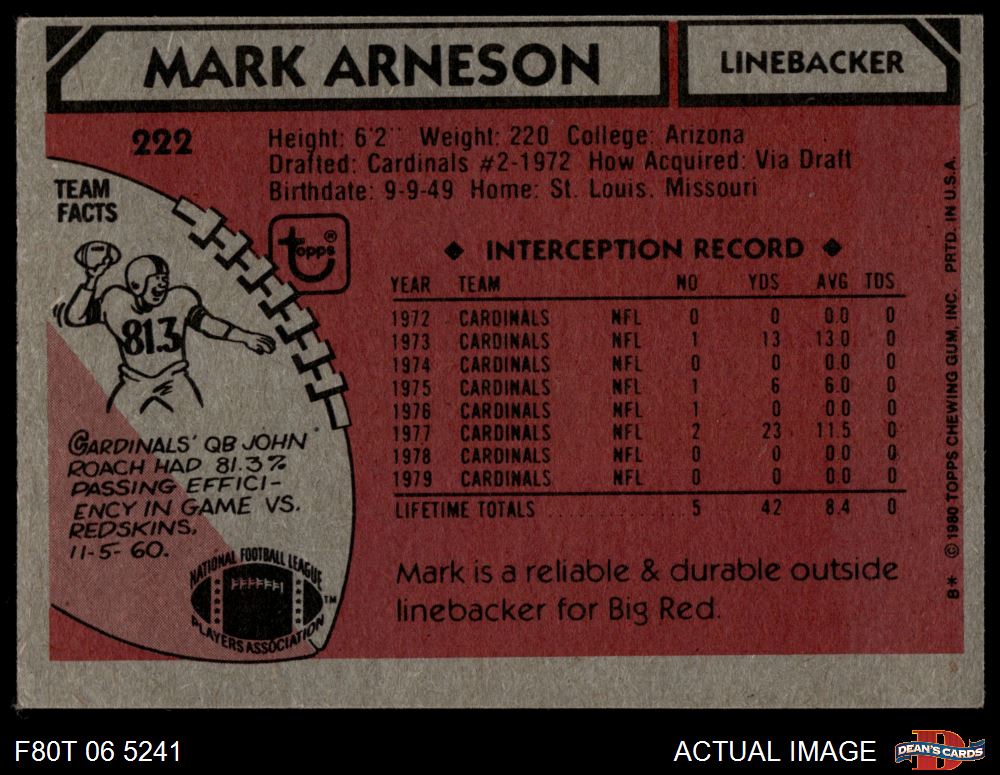 MARK ARNESON
LINEBACKER
222
Height: 6'2" Weight: 220 College: Arizona
Drafted: Cardinals #2-1972 How Acquired: Via Draft
Birthdate: 9-9-49 Home: St. Louis, Missouri
TEAM
FACTS
topps®
81.3
CARDINALS' QB JOHN
ROACH HAD 81.3%
PASSING EFFICI-
ENCY IN GAME VS.
REDSKINS,
11-5-60.
NATIONAL FOOTBALL LEAGUE
PLAYERS ASSOCIATION
TM
◆ INTERCEPTION RECORD ◆
YEAR TEAM NO YDS AVG TDS
1972 CARDINALS NFL 0 0 0.0 0
1973 CARDINALS NFL 1 13 13.0 0
1974 CARDINALS NFL 0 0 0.0 0
1975 CARDINALS NFL 1 6 6.0 0
1976 CARDINALS NFL 1 0 0.0 0
1977 CARDINALS NFL 2 23 11.5 0
1978 CARDINALS NFL 0 0 0.0 0
1979 CARDINALS NFL 0 0 0.0 0
LIFETIME TOTALS ..................... 5 42 8.4 0
Mark is a reliable & durable outside
linebacker for Big Red.
B* © 1980 TOPPS CHEWING GUM, INC. PRTD. IN U.S.A.
F80T 06 5241
ACTUAL IMAGE
DEAN'S CARDS